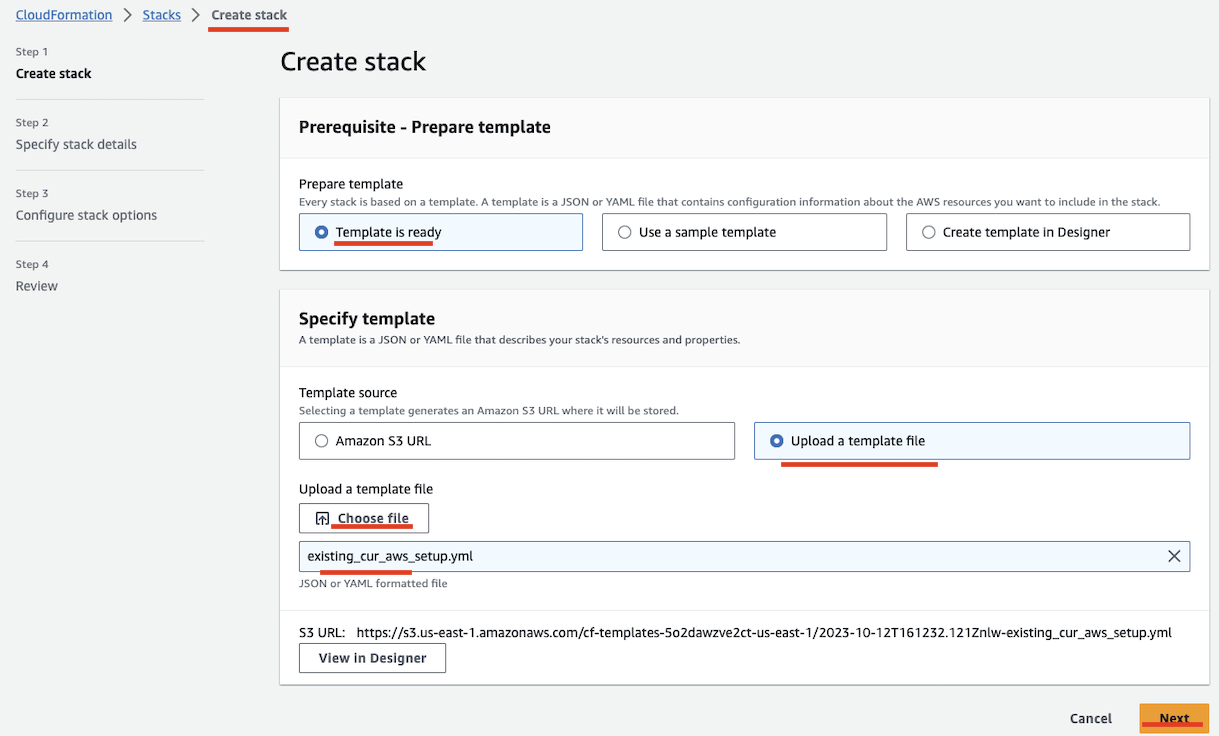 CloudFormation > Stacks > Create stack
Step 1
Create stack
Step 2
Specify stack details
Step 3
Configure stack options
Step 4
Review
Create stack
Prerequisite - Prepare template
Prepare template
Every stack is based on a template. A template is a JSON or YAML file that contains configuration information about the AWS resources you want to include in the stack.
Template is ready
Use a sample template
Create template in Designer
Specify template
A template is a JSON or YAML file that describes your stack's resources and properties.
Template source
Selecting a template generates an Amazon S3 URL where it will be stored.
Amazon S3 URL
Upload a template file
Upload a template file
Choose file
existing_cur_aws_setup.yml
JSON or YAML formatted file
S3 URL: https://s3.us-east-1.amazonaws.com/cf-templates-5o2dawzve2ct-us-east-1/2023-10-12T161232.121Znlw-existing_cur_aws_setup.yml
View in Designer
Cancel
Next